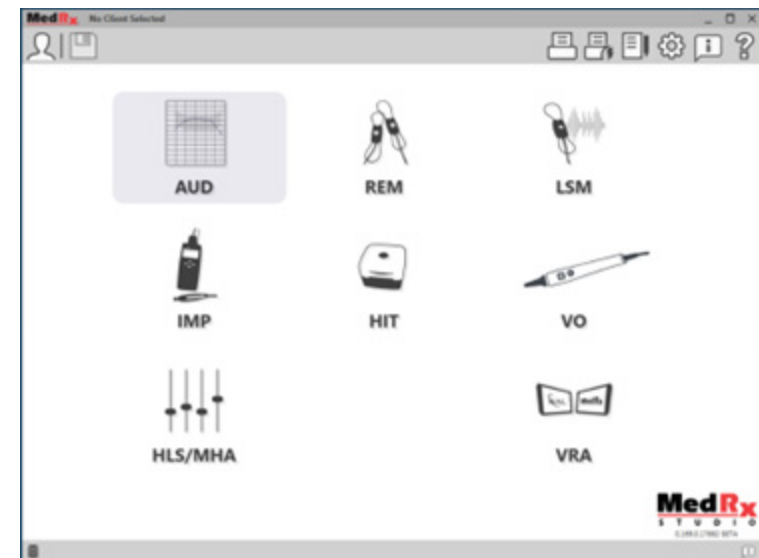 MedRx No Client Selected
AUD REM LSM
IMP HIT VO
HLS/MHA VRA
MedRx
STUDIO